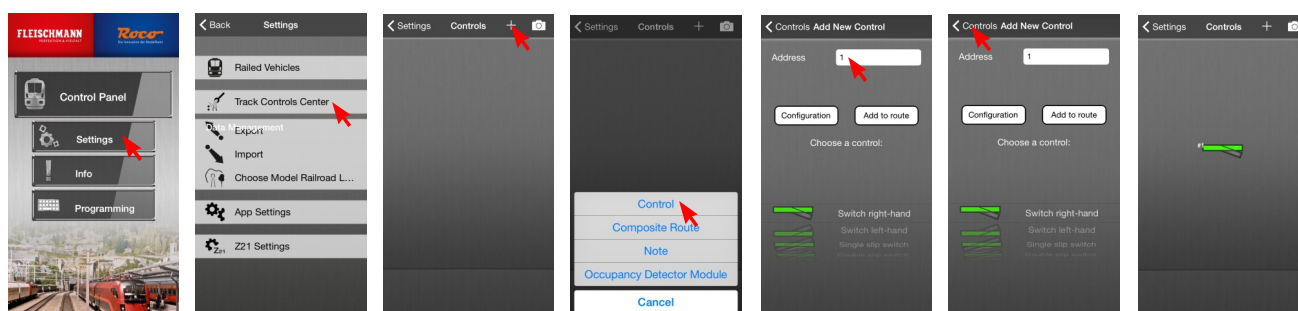 FLEISCHMANN
Roco
Control Panel
Settings
Info
Programming
Back Settings
Railed Vehicles
Track Controls Center
Data Management
Export
Import
Choose Model Railroad L...
App Settings
Z21 Settings
Settings Controls +
Settings Controls +
Control
Composite Route
Note
Occupancy Detector Module
Cancel
Controls Add New Control
Address 1
Configuration Add to route
Choose a control:
Switch right-hand
Switch left-hand
Single slip switch
Controls Add New Control
Address 1
Configuration Add to route
Choose a control:
Switch right-hand
Switch left-hand
Single slip switch
Settings Controls +
#1